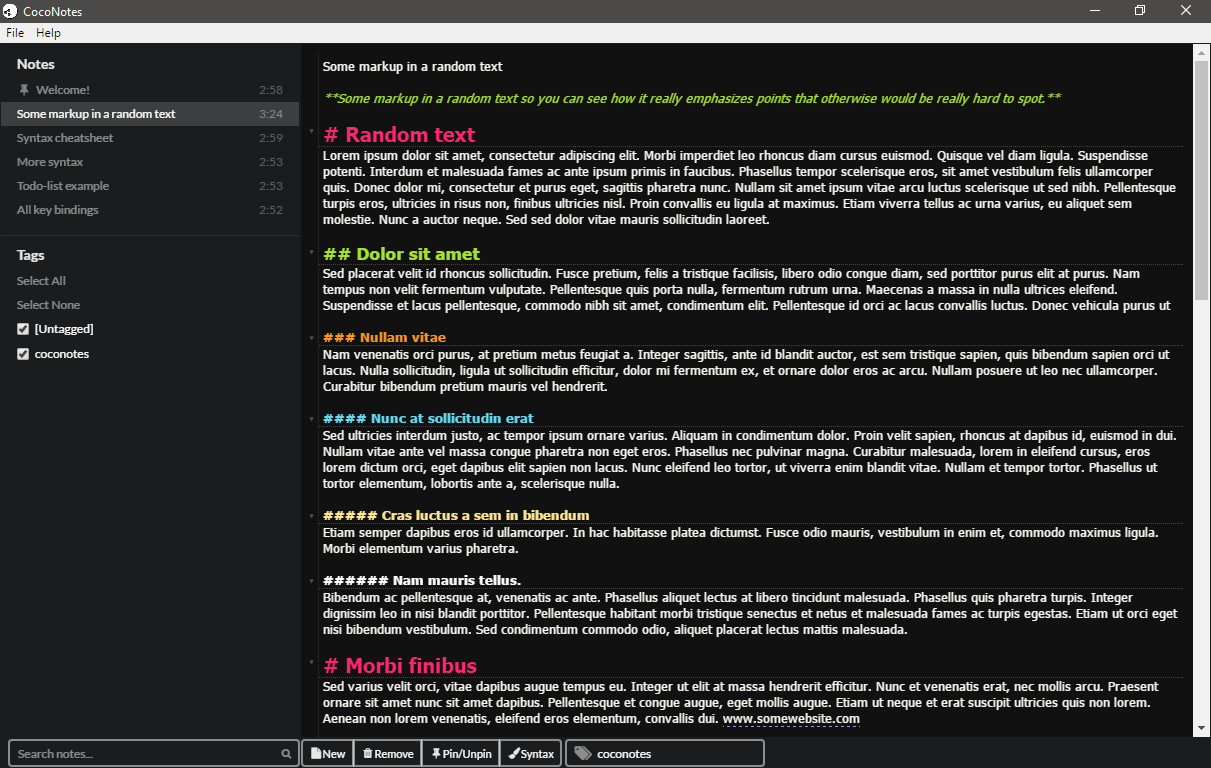 CocoNotes
File Help
Notes
Welcome! 2:58
Some markup in a random text 3:24
Syntax cheatsheet 2:59
More syntax 2:53
Todo-list example 2:53
All key bindings 2:52
Tags
Select All
Select None
[Untagged]
coconotes
Some markup in a random text
**Some markup in a random text so you can see how it really emphasizes points that otherwise would be really hard to spot.**
# Random text
Lorem ipsum dolor sit amet, consectetur adipiscing elit. Morbi imperdiet leo rhoncus diam cursus euismod. Quisque vel diam ligula. Suspendisse
potenti. Interdum et malesuada fames ac ante ipsum primis in faucibus. Phasellus tempor scelerisque eros, sit amet vestibulum felis ullamcorper
quis. Donec dolor mi, consectetur et purus eget, sagittis pharetra nunc. Nullam sit amet ipsum vitae arcu luctus scelerisque ut sed nibh. Pellentesque
turpis eros, ultricies in risus non, finibus ultricies nisl. Proin convallis eu ligula at maximus. Etiam viverra tellus ac urna varius, eu aliquet sem
molestie. Nunc a auctor neque. Sed sed dolor vitae mauris sollicitudin laoreet.
## Dolor sit amet
Sed placerat velit id rhoncus sollicitudin. Fusce pretium, felis a tristique facilisis, libero odio congue diam, sed porttitor purus elit at purus. Nam
tempus non velit fermentum vulputate. Pellentesque quis porta nulla, fermentum rutrum urna. Maecenas a massa in nulla ultrices eleifend.
Suspendisse et lacus pellentesque, commodo nibh sit amet, condimentum elit. Pellentesque id orci ac lacus convallis luctus. Donec vehicula purus ut
### Nullam vitae
Nam venenatis orci purus, at pretium metus feugiat a. Integer sagittis, ante id blandit auctor, est sem tristique sapien, quis bibendum sapien orci ut
lacus. Nulla sollicitudin, ligula ut sollicitudin efficitur, dolor mi fermentum ex, et ornare dolor eros ac arcu. Nullam posuere ut leo nec ullamcorper.
Curabitur bibendum pretium mauris vel hendrerit.
#### Nunc at sollicitudin erat
Sed ultricies interdum justo, ac tempor ipsum ornare varius. Aliquam in condimentum dolor. Proin velit sapien, rhoncus at dapibus id, euismod in dui.
Nullam vitae ante vel massa congue pharetra non eget eros. Phasellus nec pulvinar magna. Curabitur malesuada, lorem in eleifend cursus, eros
lorem dictum orci, eget dapibus elit sapien non lacus. Nunc eleifend leo tortor, ut viverra enim blandit vitae. Nullam et tempor tortor. Phasellus ut
tortor elementum, lobortis ante a, scelerisque nulla.
##### Cras luctus a sem in bibendum
Etiam semper dapibus eros id ullamcorper. In hac habitasse platea dictumst. Fusce odio mauris, vestibulum in enim et, commodo maximus ligula.
Morbi elementum varius pharetra.
###### Nam mauris tellus.
Bibendum ac pellentesque at, venenatis ac ante. Phasellus aliquet lectus at libero tincidunt malesuada. Phasellus quis pharetra turpis. Integer
dignissim leo in nisi blandit porttitor. Pellentesque habitant morbi tristique senectus et netus et malesuada fames ac turpis egestas. Etiam ut orci eget
nisi bibendum vestibulum. Sed condimentum commodo odio, aliquet placerat lectus mattis malesuada.
# Morbi finibus
Sed varius velit orci, vitae dapibus augue tempus eu. Integer ut elit at massa hendrerit efficitur. Nunc et venenatis erat, nec mollis arcu. Praesent
ornare sit amet nunc sit amet dapibus. Pellentesque et congue augue, eget mollis augue. Etiam ut neque et erat suscipit ultricies quis non lorem.
Aenean non lorem venenatis, eleifend eros elementum, convallis dui. www.somewebsite.com
Search notes... New Remove Pin/Unpin Syntax coconotes